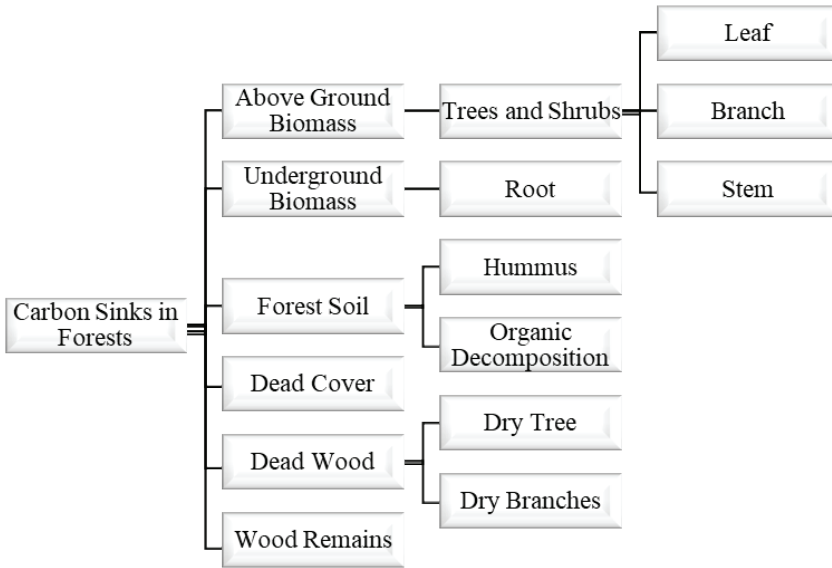 Carbon Sinks in
Forests
Above Ground
Biomass
Trees and Shrubs
Leaf
Branch
Stem
Underground
Biomass
Root
Forest Soil
Hummus
Organic
Decomposition
Dead Cover
Dead Wood
Dry Tree
Dry Branches
Wood Remains